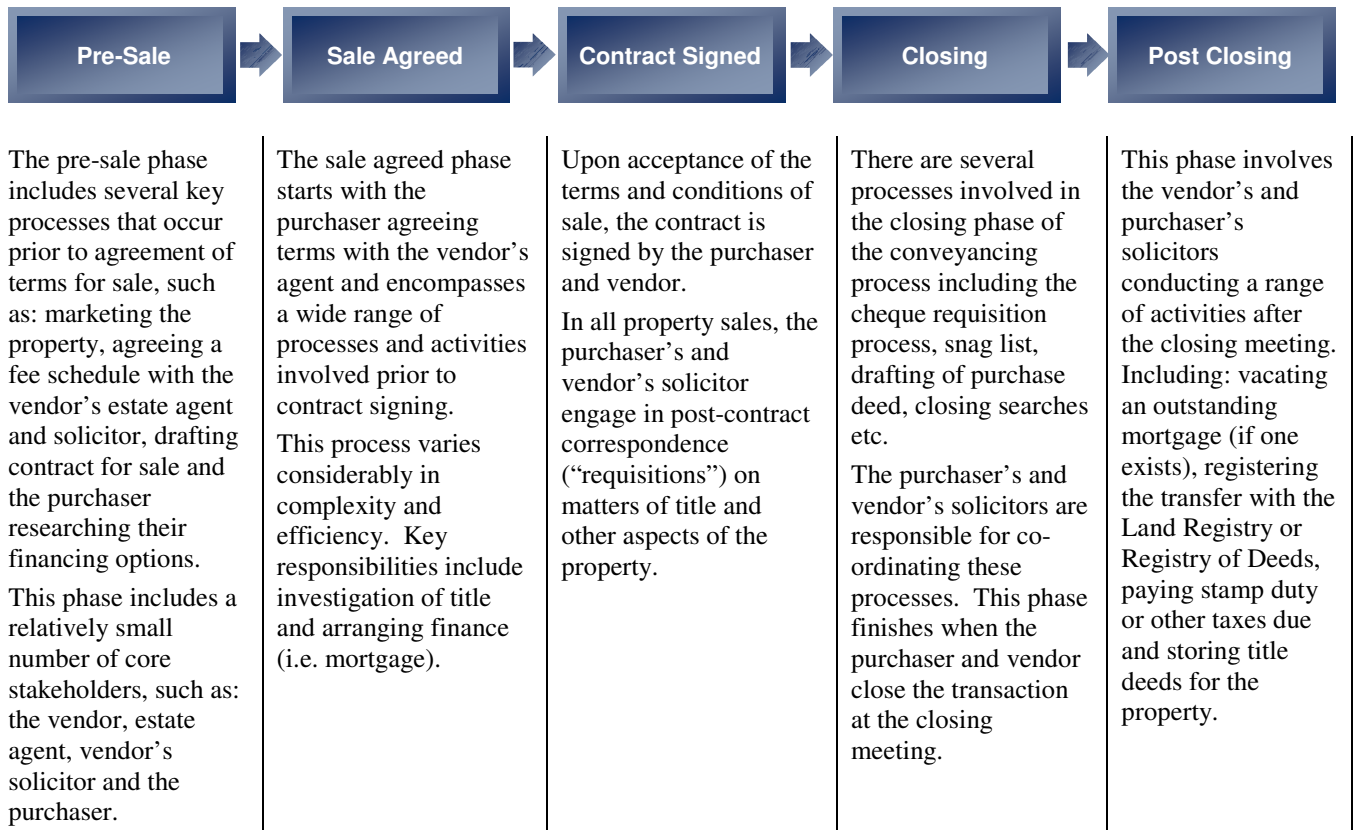 Pre-Sale
Sale Agreed
Contract Signed
Closing
Post Closing
The pre-sale phase
includes several key
processes that occur
prior to agreement of
terms for sale, such
as: marketing the
property, agreeing a
fee schedule with the
vendor’s estate agent
and solicitor, drafting
contract for sale and
the purchaser
researching their
financing options.
This phase includes a
relatively small
number of core
stakeholders, such as:
the vendor, estate
agent, vendor’s
solicitor and the
purchaser.
The sale agreed phase
starts with the
purchaser agreeing
terms with the vendor’s
agent and encompasses
a wide range of
processes and activities
involved prior to
contract signing.
This process varies
considerably in
complexity and
efficiency.  Key
responsibilities include
investigation of title
and arranging finance
(i.e. mortgage).
Upon acceptance of the
terms and conditions of
sale, the contract is
signed by the purchaser
and vendor.
In all property sales, the
purchaser’s and
vendor’s solicitor
engage in post-contract
correspondence
(“requisitions”) on
matters of title and
other aspects of the
property.
There are several
processes involved in
the closing phase of
the conveyancing
process including the
cheque requisition
process, snag list,
drafting of purchase
deed, closing searches
etc.
The purchaser’s and
vendor’s solicitors are
responsible for co-
ordinating these
processes.  This phase
finishes when the
purchaser and vendor
close the transaction
at the closing
meeting.
This phase involves
the vendor’s and
purchaser’s
solicitors
conducting a range
of activities after
the closing meeting.
Including: vacating
an outstanding
mortgage (if one
exists), registering
the transfer with the
Land Registry or
Registry of Deeds,
paying stamp duty
or other taxes due
and storing title
deeds for the
property.